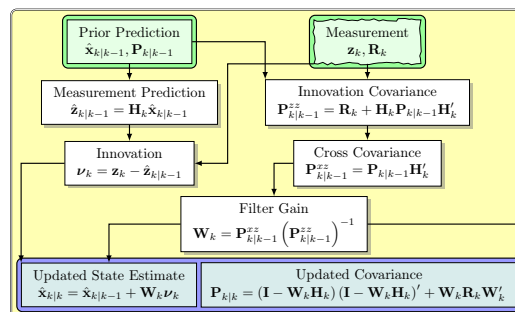 Prior Prediction
x̂_{k|k−1}, P_{k|k−1}
Measurement
z_k, R_k
Measurement Prediction
ẑ_{k|k−1} = H_k x̂_{k|k−1}
Innovation Covariance
P^{zz}_{k|k−1} = R_k + H_k P_{k|k−1} H′_k
Innovation
ν_k = z_k − ẑ_{k|k−1}
Cross Covariance
P^{xz}_{k|k−1} = P_{k|k−1} H′_k
Filter Gain
W_k = P^{xz}_{k|k−1} (P^{zz}_{k|k−1})^{−1}
Updated State Estimate
x̂_{k|k} = x̂_{k|k−1} + W_k ν_k
Updated Covariance
P_{k|k} = (I − W_k H_k) (I − W_k H_k)′ + W_k R_k W′_k